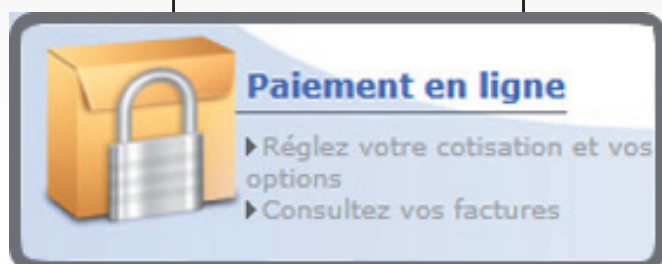 Paiement en ligne
Réglez votre cotisation et vos
options
Consultez vos factures